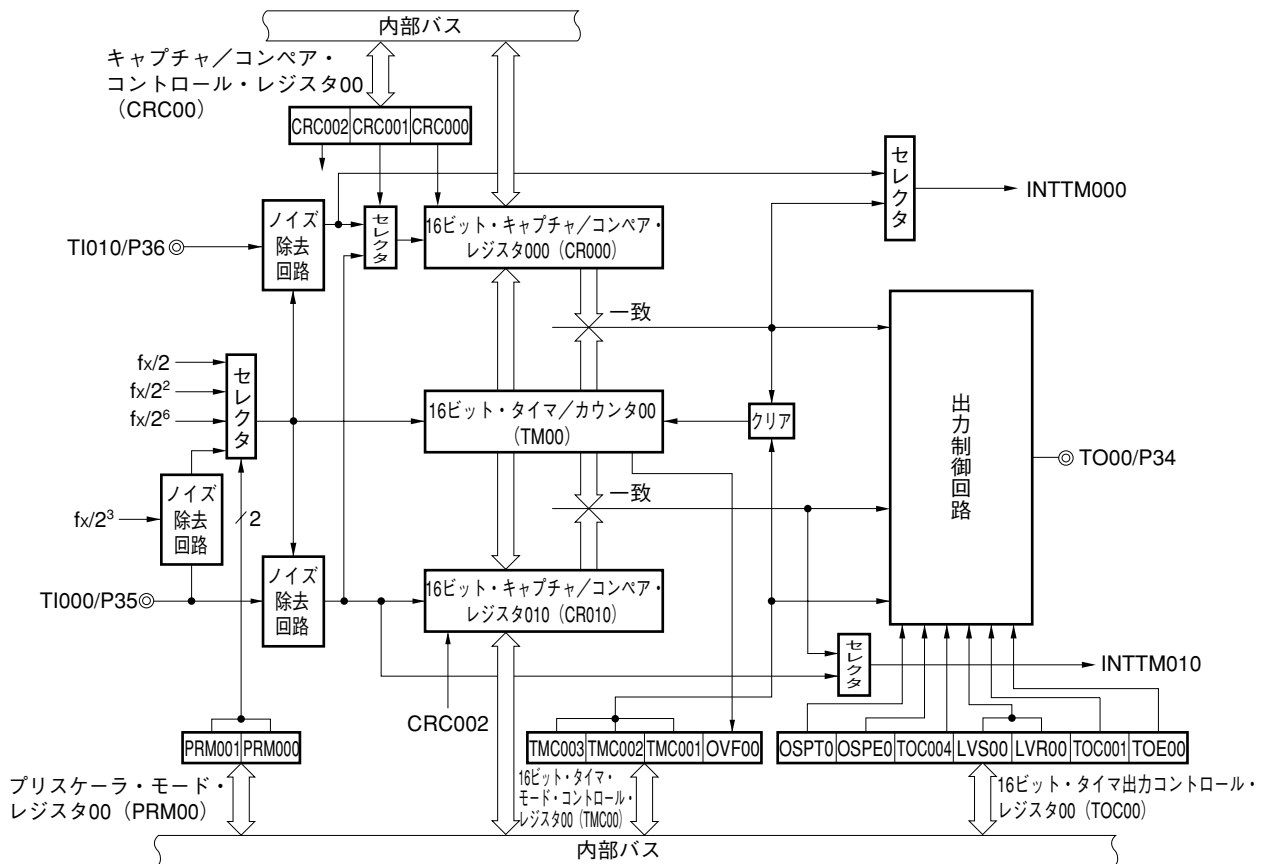 内部バス
キャプチャ／コンペア・
コントロール・レジスタ00
（CRC00）
CRC002 CRC001 CRC000
セレクタ
INTTM000
TI010/P36
ノイズ
除去
回路
セレクタ
16ビット・キャプチャ／コンペア・
レジスタ000（CR000）
一致
fx/2
fx/2²
fx/2⁶
セレクタ
16ビット・タイマ／カウンタ00
（TM00）
クリア
出力制御回路
TO00/P34
fx/2³
ノイズ
除去
回路
2
一致
TI000/P35
ノイズ
除去
回路
16ビット・キャプチャ／コンペア・
レジスタ010（CR010）
セレクタ
INTTM010
CRC002
PRM001 PRM000
TMC003 TMC002 TMC001 OVF00
OSPT0 OSPE0 TOC004 LVS00 LVR00 TOC001 TOE00
プリスケーラ・モード・
レジスタ00（PRM00）
16ビット・タイマ・
モード・コントロール・
レジスタ00（TMC00）
16ビット・タイマ出力コントロール・
レジスタ00（TOC00）
内部バス